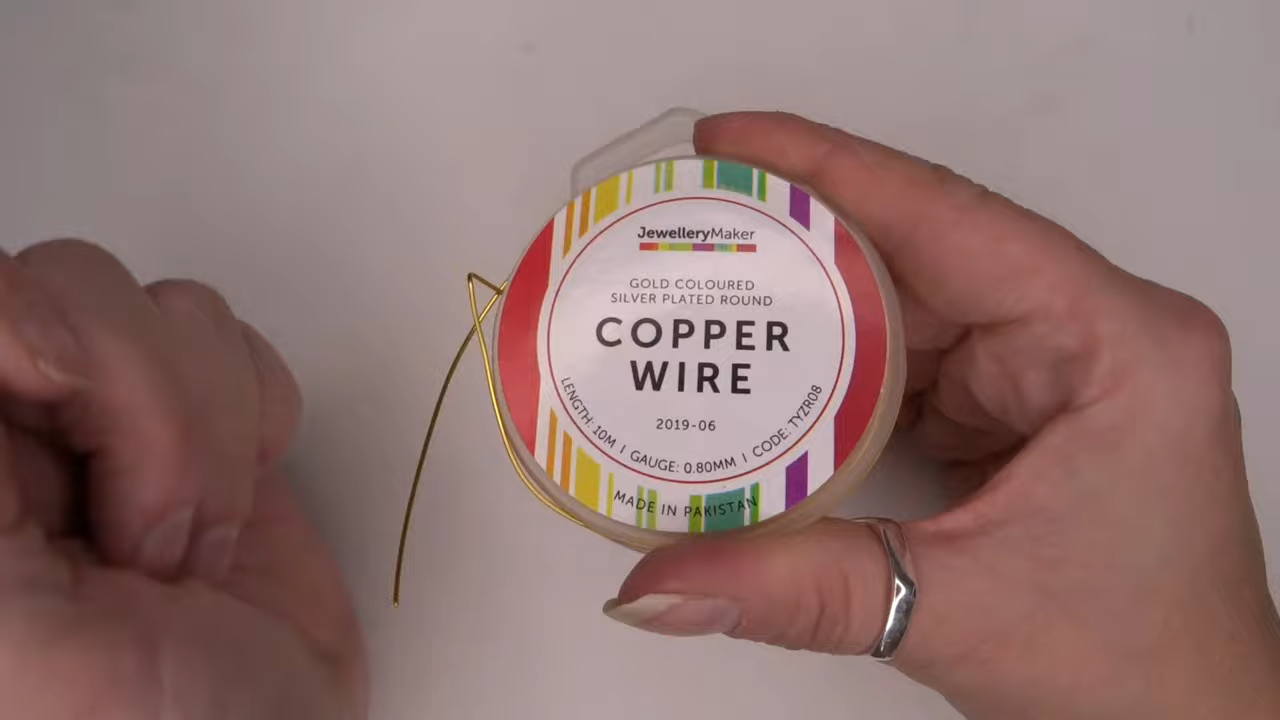 JewelleryMaker
GOLD COLOURED
SILVER PLATED ROUND
COPPER
WIRE
2019-06
LENGTH: 10M | GAUGE: 0.80MM | CODE: TYZR08
MADE IN PAKISTAN